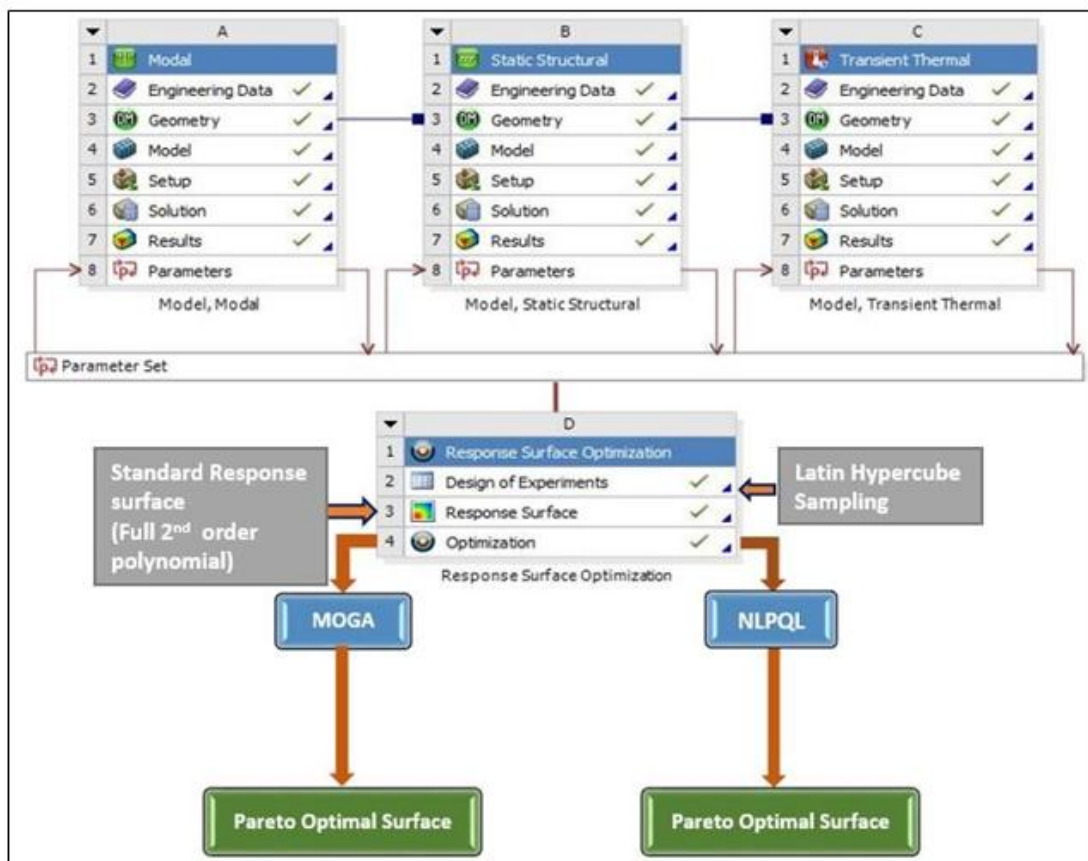 A
1 Modal
2 Engineering Data
3 Geometry
4 Model
5 Setup
6 Solution
7 Results
8 Parameters
Model, Modal
B
1 Static Structural
2 Engineering Data
3 Geometry
4 Model
5 Setup
6 Solution
7 Results
8 Parameters
Model, Static Structural
C
1 Transient Thermal
2 Engineering Data
3 Geometry
4 Model
5 Setup
6 Solution
7 Results
8 Parameters
Model, Transient Thermal
Parameter Set
D
1 Response Surface Optimization
2 Design of Experiments
3 Response Surface
4 Optimization
Response Surface Optimization
Standard Response
surface
(Full 2nd order
polynomial)
Latin Hypercube
Sampling
MOGA
NLPQL
Pareto Optimal Surface
Pareto Optimal Surface